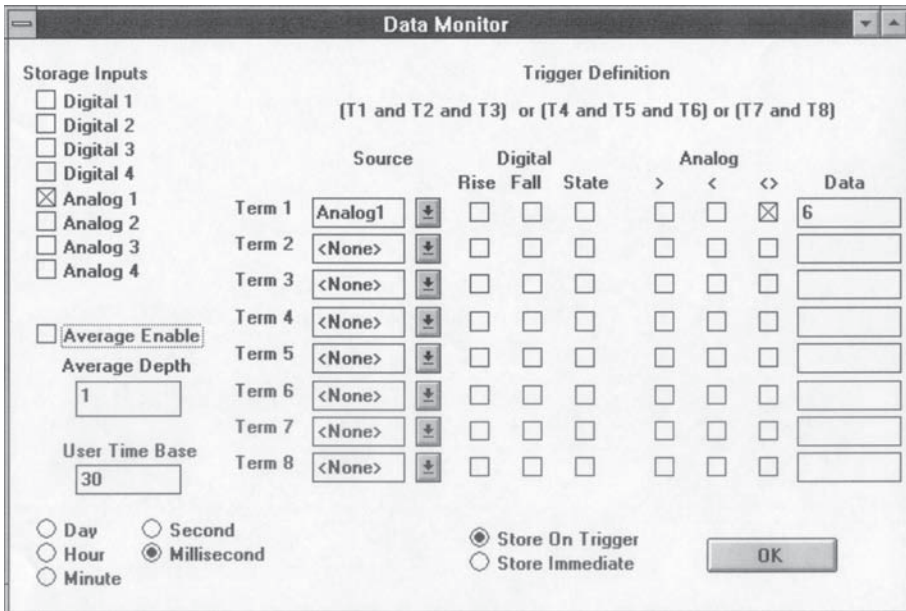 Data Monitor
Storage Inputs
Digital 1
Digital 2
Digital 3
Digital 4
Analog 1
Analog 2
Analog 3
Analog 4
Average Enable
Average Depth
1
User Time Base
30
Day
Hour
Minute
Second
Millisecond
Trigger Definition
(T1 and T2 and T3) or (T4 and T5 and T6) or (T7 and T8)
Source Digital Analog
Rise Fall State > < <> Data
Term 1 Analog1 6
Term 2 <None>
Term 3 <None>
Term 4 <None>
Term 5 <None>
Term 6 <None>
Term 7 <None>
Term 8 <None>
Store On Trigger
Store Immediate
OK